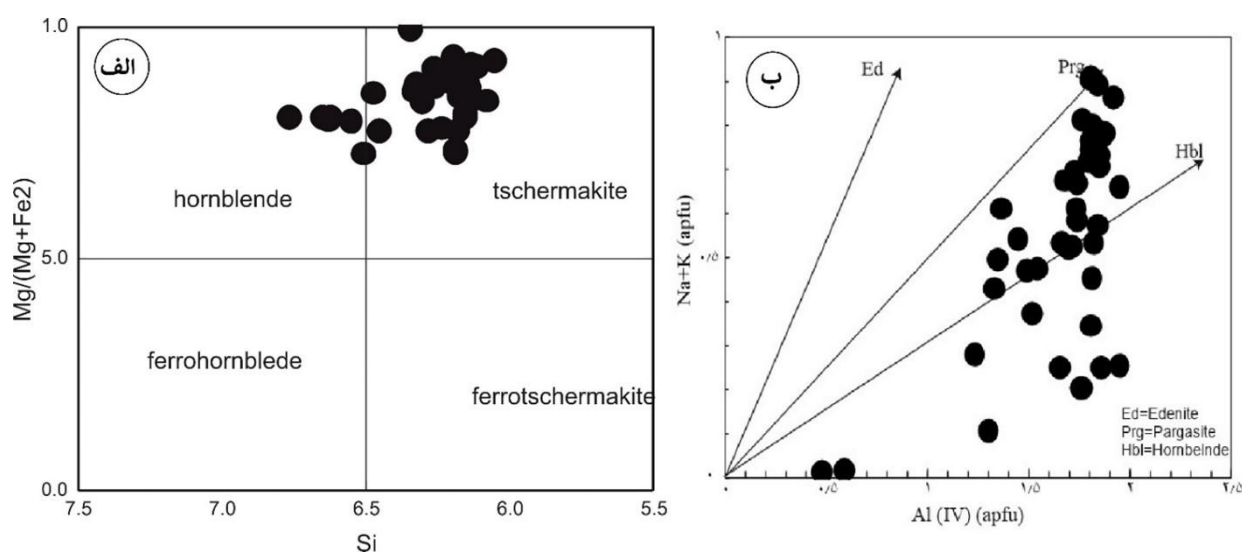 الف
1.0
Mg/(Mg+Fe2)
5.0
0.0
hornblende
tschermakite
ferrohornblede
ferrotschermakite
7.5
7.0
6.5
6.0
5.5
Si
ب
۱
Na+K (apfu)
۰/۵
۰
Ed
Prg
Hbl
Ed=Edenite
Prg=Pargasite
Hbl=Hornbelnde
۰
۰/۵
۱
۱/۵
۲
۲/۵
Al (IV) (apfu)